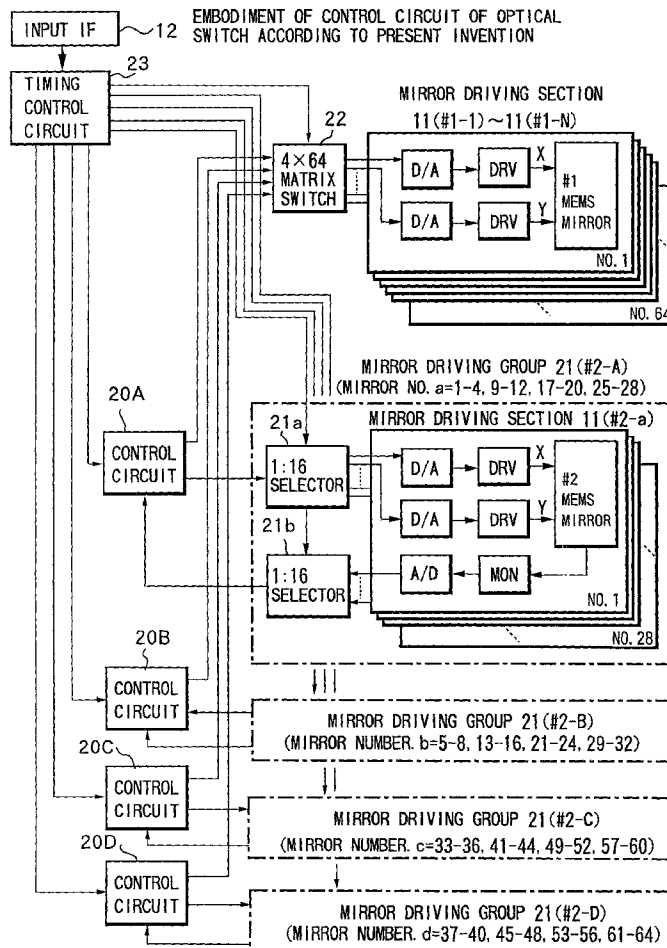 EMBODIMENT OF CONTROL CIRCUIT OF OPTICAL
SWITCH ACCORDING TO PRESENT INVENTION
INPUT IF
12
23
TIMING
CONTROL
CIRCUIT
MIRROR DRIVING SECTION
11(#1-1)~11(#1-N)
22
4×64
MATRIX
SWITCH
D/A
DRV
X
#1
MEMS
MIRROR
D/A
DRV
Y
NO. 1
NO. 64
MIRROR DRIVING GROUP 21(#2-A)
(MIRROR NO. a=1-4, 9-12, 17-20, 25-28)
20A
CONTROL
CIRCUIT
21a
MIRROR DRIVING SECTION 11(#2-a)
1:16
SELECTOR
D/A
DRV
X
#2
MEMS
MIRROR
D/A
DRV
Y
21b
1:16
SELECTOR
A/D
MON
NO. 1
NO. 28
20B
CONTROL
CIRCUIT
MIRROR DRIVING GROUP 21(#2-B)
(MIRROR NUMBER. b=5-8, 13-16, 21-24, 29-32)
20C
CONTROL
CIRCUIT
MIRROR DRIVING GROUP 21(#2-C)
(MIRROR NUMBER. c=33-36, 41-44, 49-52, 57-60)
20D
CONTROL
CIRCUIT
MIRROR DRIVING GROUP 21(#2-D)
(MIRROR NUMBER. d=37-40, 45-48, 53-56, 61-64)